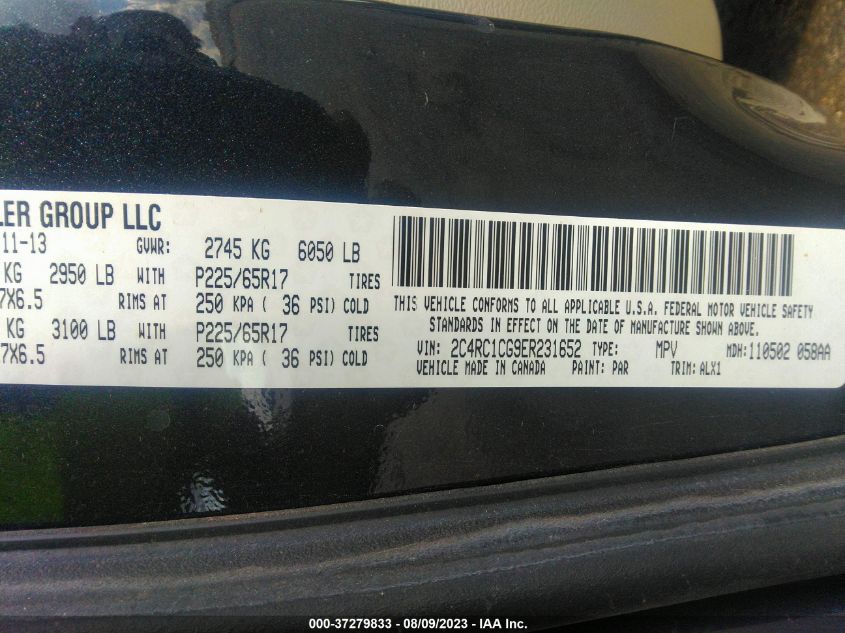 LER GROUP LLC
11-13 GVWR: 2745 KG 6050 LB
KG 2950 LB WITH P225/65R17 TIRES
7X6.5 RIMS AT 250 KPA ( 36 PSI) COLD
KG 3100 LB WITH P225/65R17 TIRES
7X6.5 RIMS AT 250 KPA ( 36 PSI) COLD
THIS VEHICLE CONFORMS TO ALL APPLICABLE U.S.A. FEDERAL MOTOR VEHICLE SAFETY
STANDARDS IN EFFECT ON THE DATE OF MANUFACTURE SHOWN ABOVE.
VIN: 2C4RC1CG9ER231652 TYPE: MPV MDH:110502 058AA
VEHICLE MADE IN CANADA PAINT: PAR TRIM: ALX1
000-37279833 - 08/09/2023 - IAA Inc.